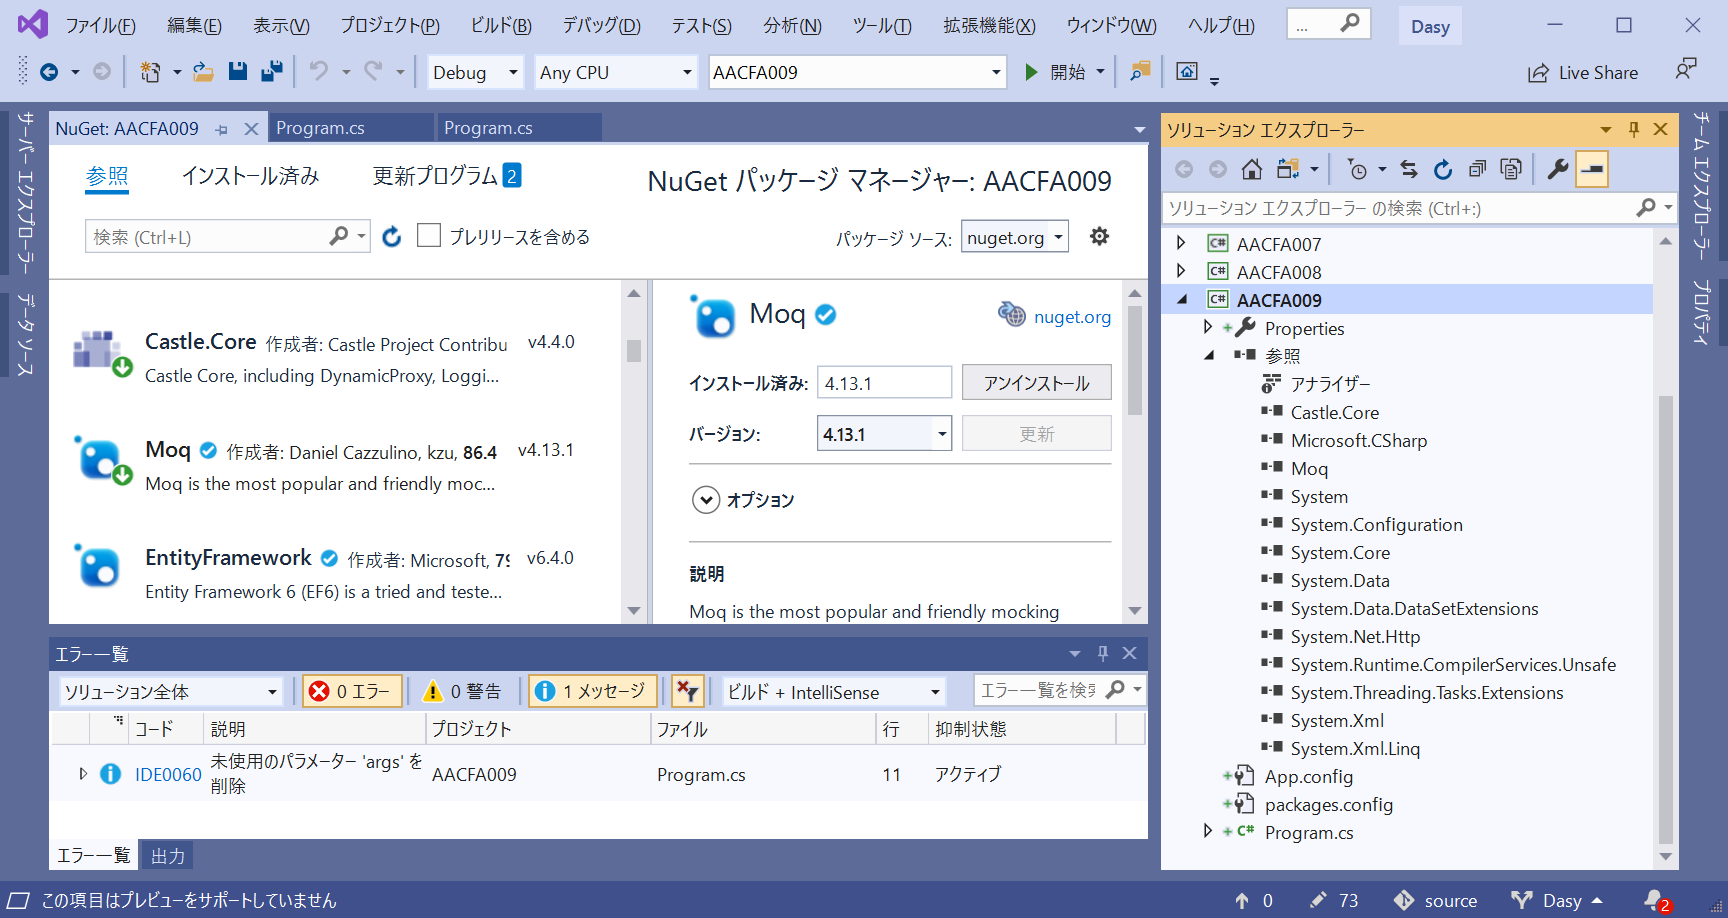 ファイル(F) 編集(E) 表示(V) プロジェクト(P) ビルド(B) デバッグ(D) テスト(S) 分析(N) ツール(T) 拡張機能(X) ウィンドウ(W) ヘルプ(H) ... Dasy
Debug Any CPU AACFA009 開始 Live Share
サーバー エクスプローラー
データ ソース
NuGet: AACFA009 Program.cs Program.cs
参照 インストール済み 更新プログラム 2
NuGet パッケージ マネージャー: AACFA009
検索 (Ctrl+L) プレリリースを含める
パッケージ ソース: nuget.org
Castle.Core 作成者: Castle Project Contribu v4.4.0
Castle Core, including DynamicProxy, Loggi...
Moq 作成者: Daniel Cazzulino, kzu, 86.4 v4.13.1
Moq is the most popular and friendly moc...
EntityFramework 作成者: Microsoft, 79 v6.4.0
Entity Framework 6 (EF6) is a tried and teste...
Moq nuget.org
インストール済み: 4.13.1 アンインストール
バージョン: 4.13.1 更新
オプション
説明
Moq is the most popular and friendly mocking
エラー一覧
ソリューション全体 0 エラー 0 警告 1 メッセージ ビルド + IntelliSense エラー一覧を検索
コード 説明 プロジェクト ファイル 行 抑制状態
IDE0060 未使用のパラメーター 'args' を AACFA009 Program.cs 11 アクティブ
削除
エラー一覧 出力
ソリューション エクスプローラー
ソリューション エクスプローラー の検索 (Ctrl+:)
AACFA007
AACFA008
AACFA009
Properties
参照
アナライザー
Castle.Core
Microsoft.CSharp
Moq
System
System.Configuration
System.Core
System.Data
System.Data.DataSetExtensions
System.Net.Http
System.Runtime.CompilerServices.Unsafe
System.Threading.Tasks.Extensions
System.Xml
System.Xml.Linq
App.config
packages.config
C# Program.cs
チーム エクスプローラー
プロパティ
この項目はプレビューをサポートしていません 0 73 source Dasy 2